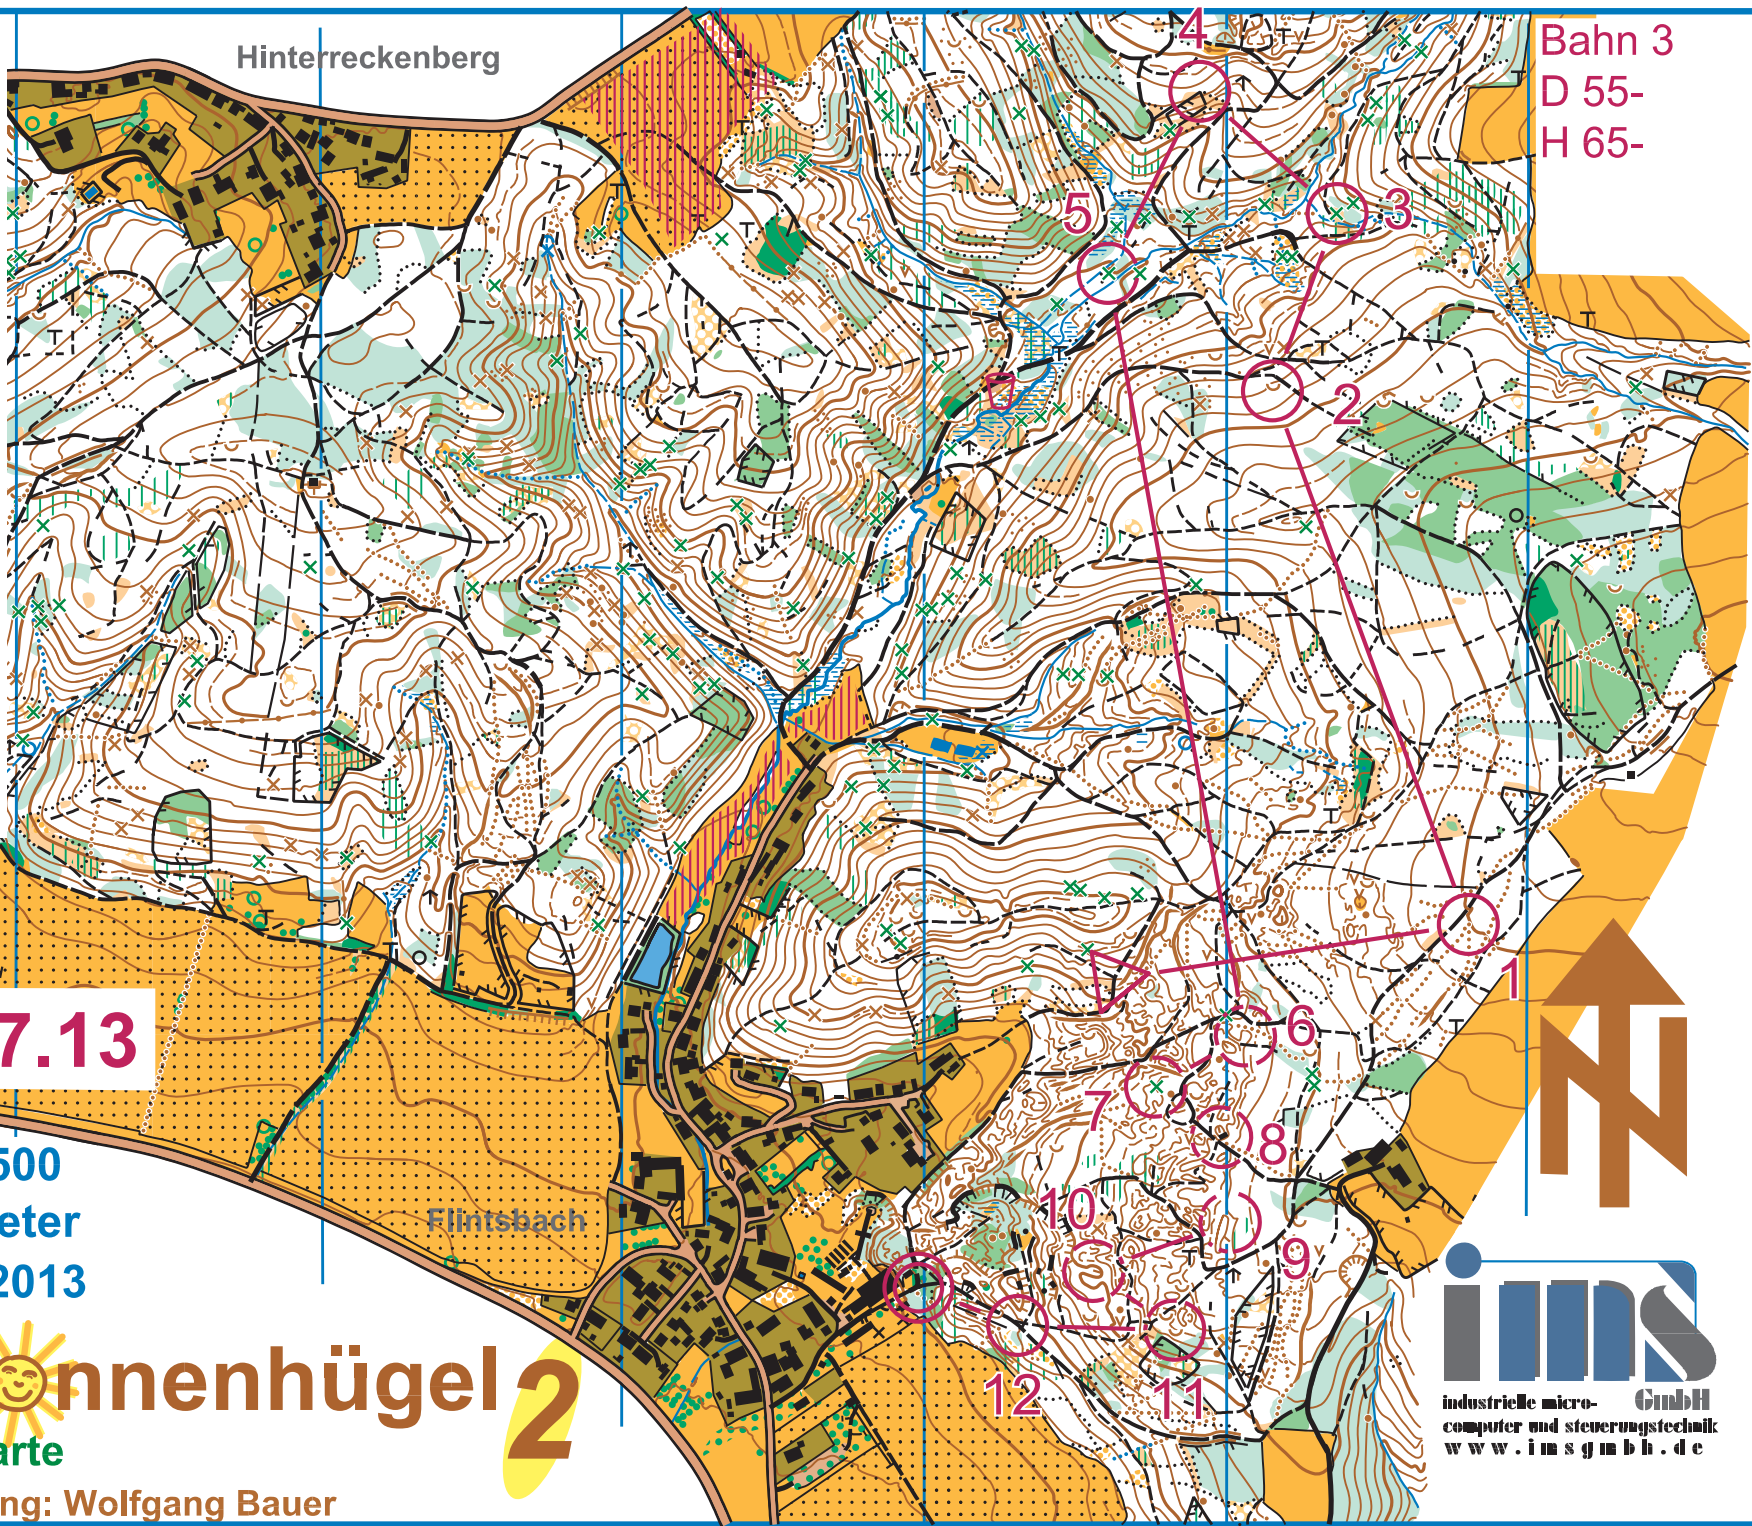 Hinterreckenberg
Bahn 3
D 55-
H 65-
4
3
5
2
1
6
7
8
10
9
12
11
7.13
500
eter
2013
Flintsbach
nnenhügel 2
arte
ng: Wolfgang Bauer
N
ims
industrielle micro- GmbH
computer und steuerungstechnik
www.imsgmbh.de